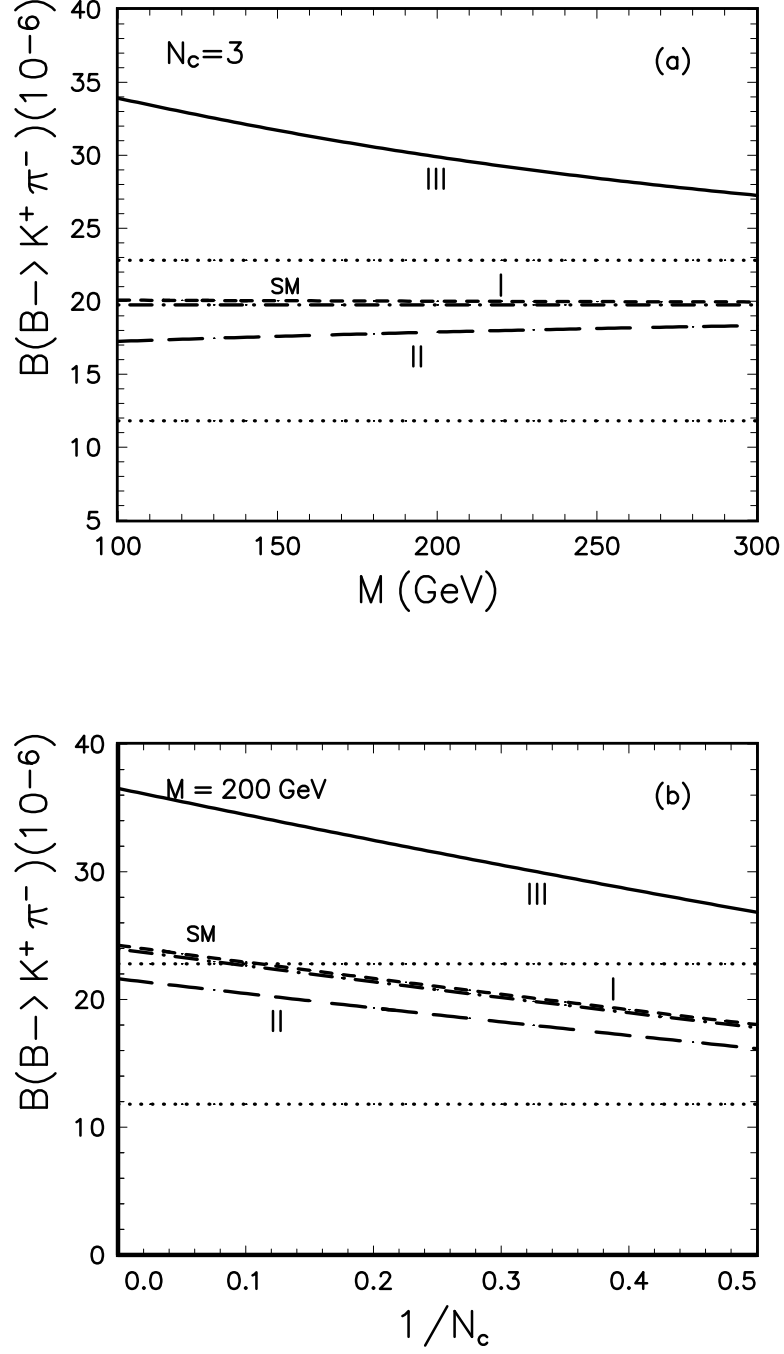 40
35
30
25
20
15
10
5
B(B−> K⁺ π⁻)(10⁻⁶)
N_c=3
(a)
III
SM
I
II
100 150 200 250 300
M (GeV)
40
30
20
10
0
B(B−> K⁺ π⁻)(10⁻⁶)
M = 200 GeV
(b)
III
SM
I
II
0.0 0.1 0.2 0.3 0.4 0.5
1/N_c